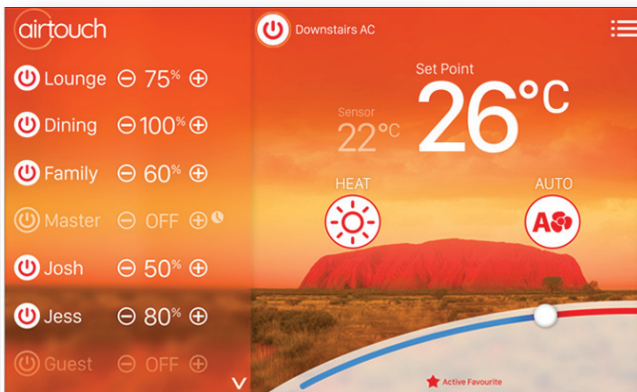 airtouch
Lounge 75%
Dining 100%
Family 60%
Master OFF
Josh 50%
Jess 80%
Guest OFF
Downstairs AC
Set Point
26°C
Sensor
22°C
HEAT
AUTO
A
Active Favourite